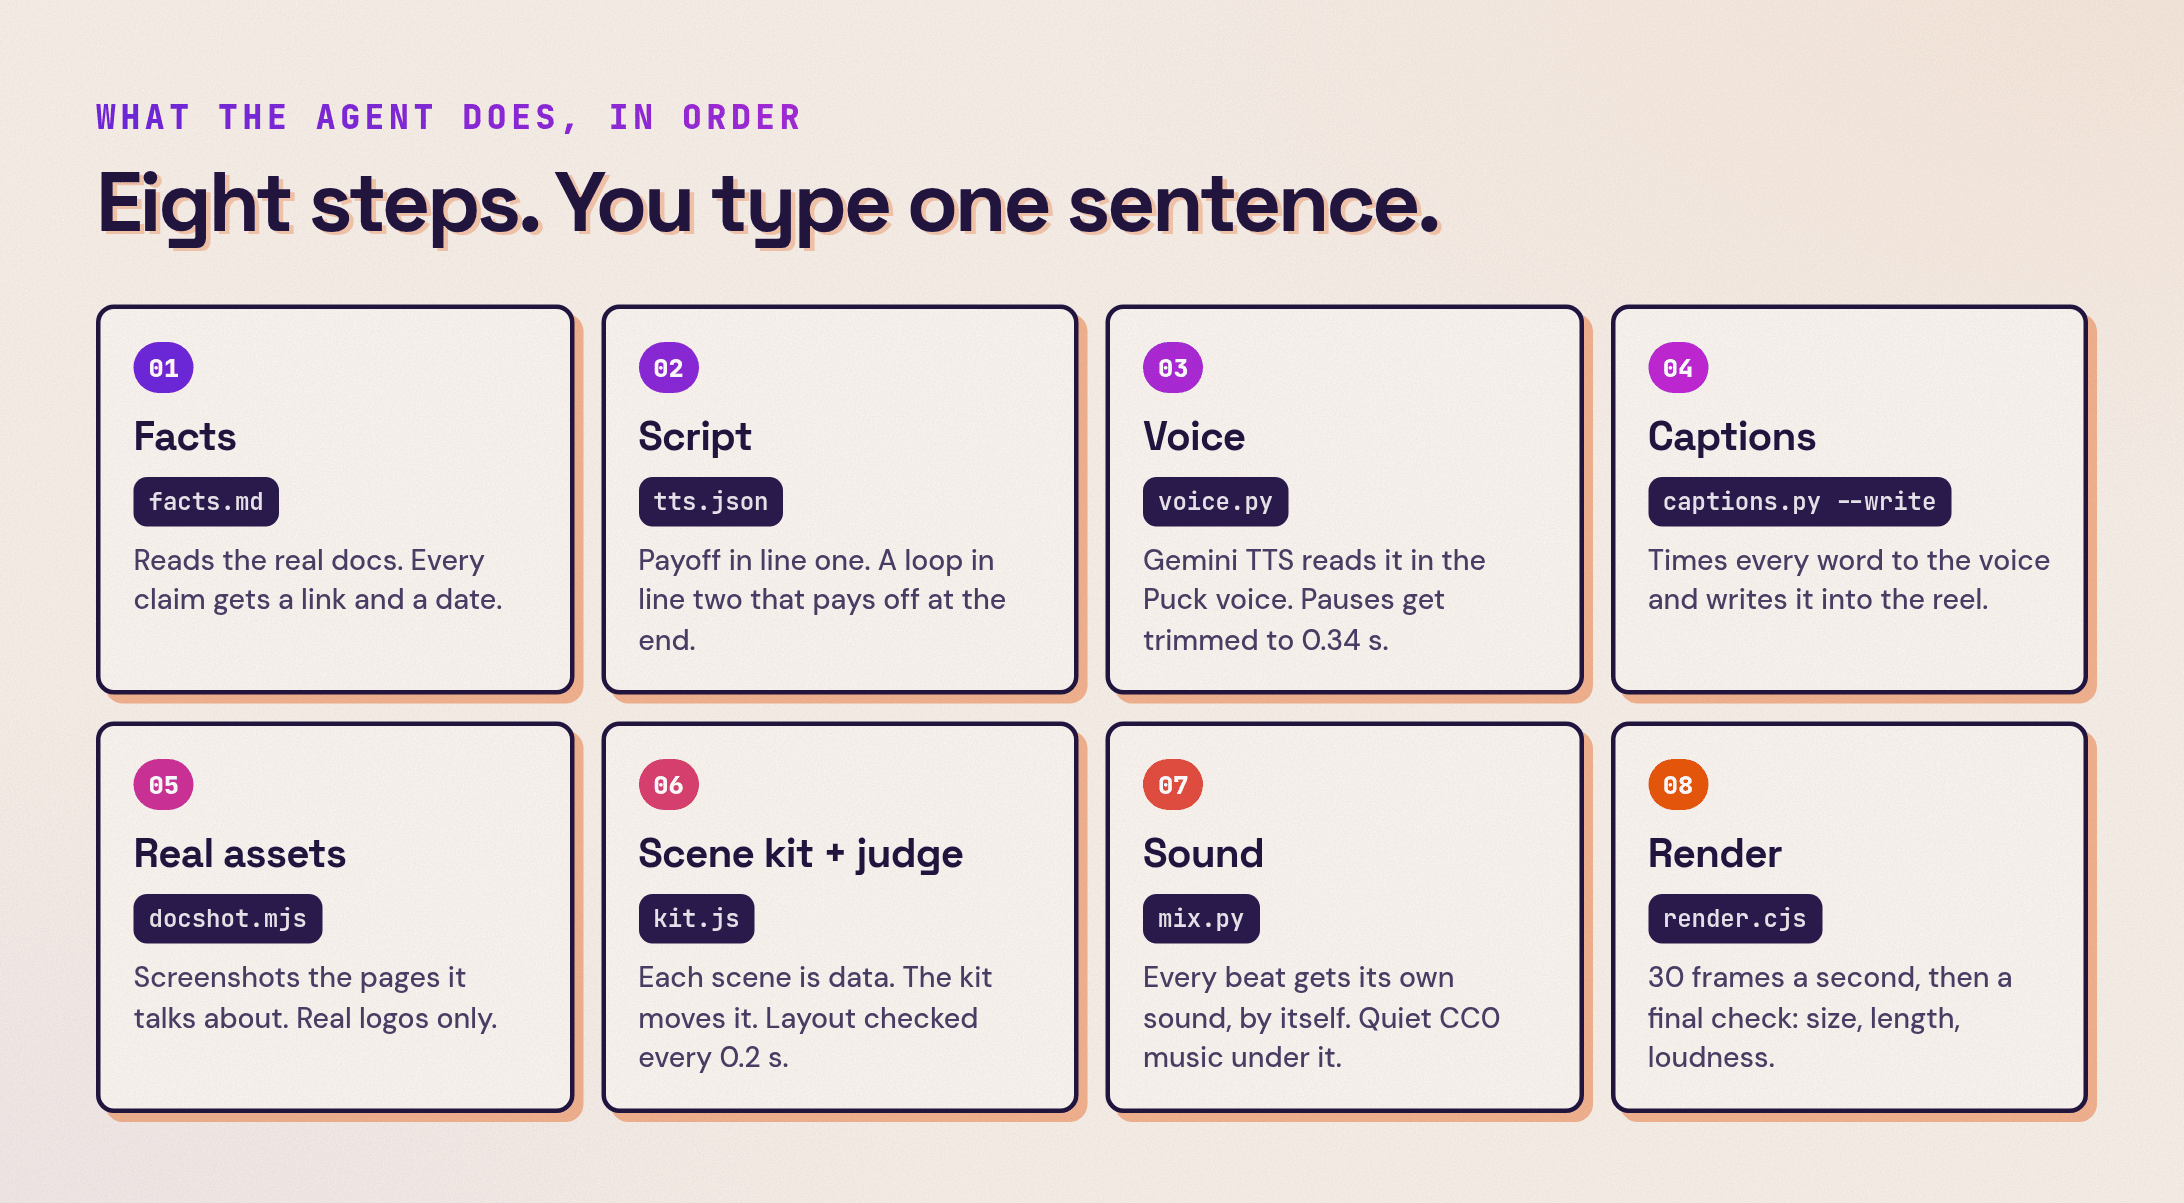 WHAT THE AGENT DOES, IN ORDER
Eight steps. You type one sentence.
01
Facts
facts.md
Reads the real docs. Every
claim gets a link and a date.
02
Script
tts.json
Payoff in line one. A loop in
line two that pays off at the
end.
03
Voice
voice.py
Gemini TTS reads it in the
Puck voice. Pauses get
trimmed to 0.34 s.
04
Captions
captions.py --write
Times every word to the voice
and writes it into the reel.
05
Real assets
docshot.mjs
Screenshots the pages it
talks about. Real logos only.
06
Scene kit + judge
kit.js
Each scene is data. The kit
moves it. Layout checked
every 0.2 s.
07
Sound
mix.py
Every beat gets its own
sound, by itself. Quiet CC0
music under it.
08
Render
render.cjs
30 frames a second, then a
final check: size, length,
loudness.